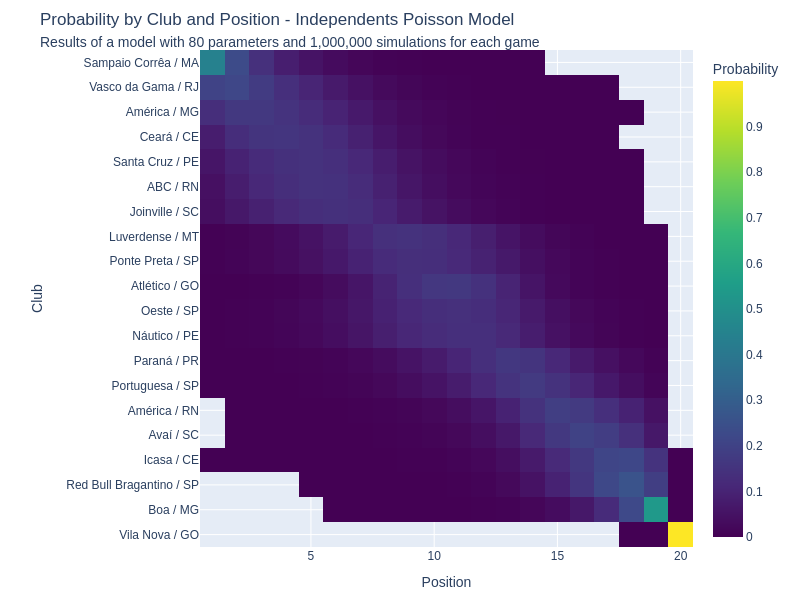 Probability by Club and Position - Independents Poisson Model
Results of a model with 80 parameters and 1,000,000 simulations for each game
Probability
Sampaio Corrêa / MA
Vasco da Gama / RJ
América / MG
Ceará / CE
Santa Cruz / PE
ABC / RN
Joinville / SC
Luverdense / MT
Ponte Preta / SP
Atlético / GO
Oeste / SP
Náutico / PE
Paraná / PR
Portuguesa / SP
América / RN
Avaí / SC
Icasa / CE
Red Bull Bragantino / SP
Boa / MG
Vila Nova / GO
Club
5
10
15
20
Position
0.9
0.8
0.7
0.6
0.5
0.4
0.3
0.2
0.1
0